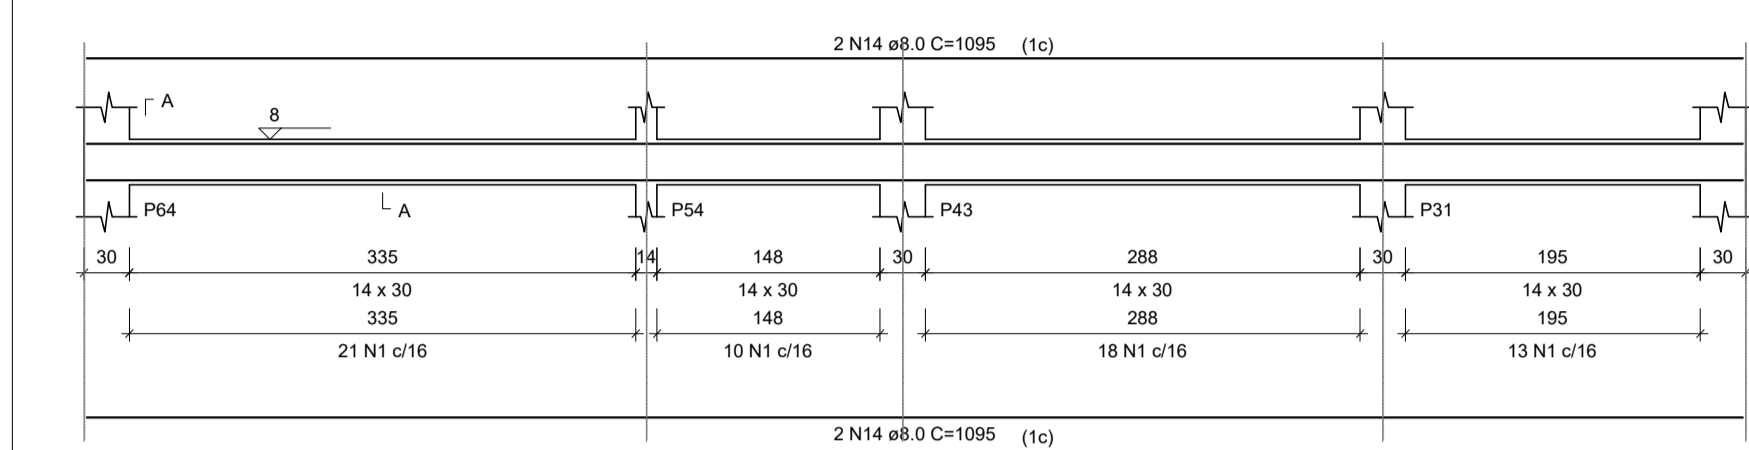 2 N14 ø8.0 C=1095 (1c)
A
8
P64 A P54 P43 P31
30 335 14 148 30 288 30 195 30
14 x 30 14 x 30 14 x 30 14 x 30
335 148 288 195
21 N1 c/16 10 N1 c/16 18 N1 c/16 13 N1 c/16
2 N14 ø8.0 C=1095 (1c)